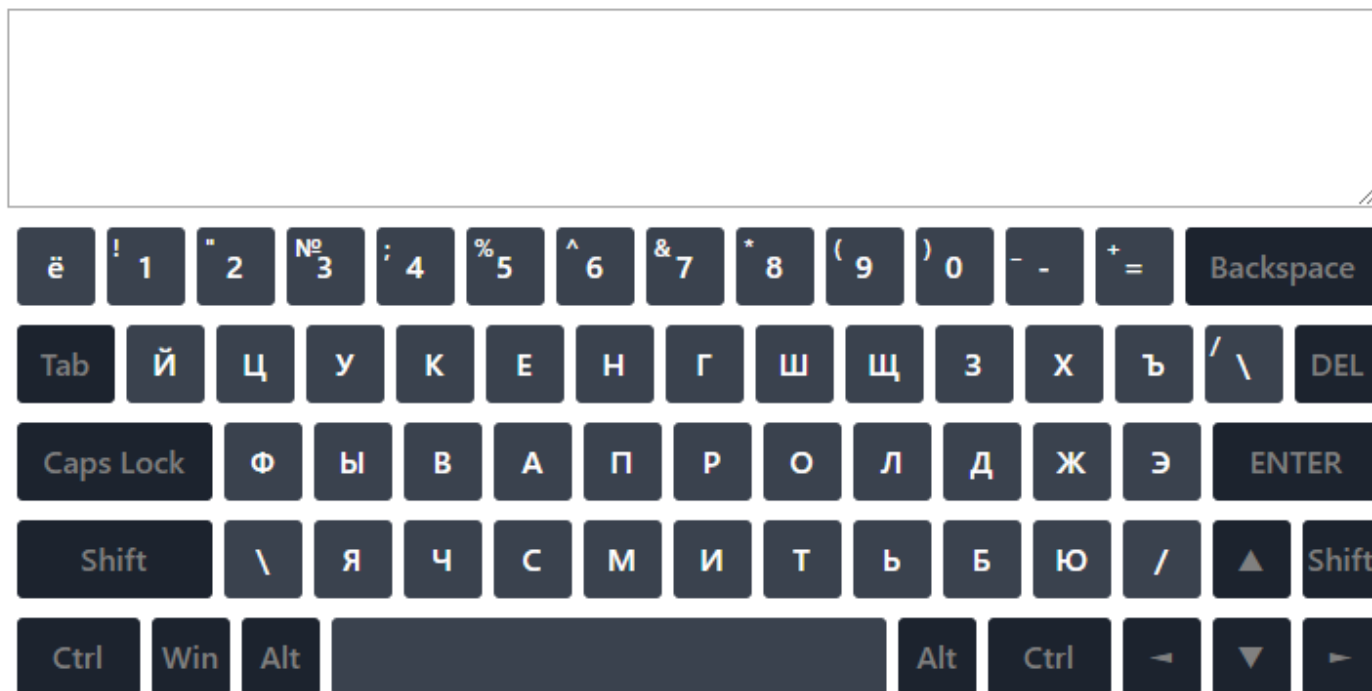 ё ! 1 " 2 № 3 ; 4 % 5 ^ 6 & 7 * 8 ( 9 ) 0 _ - + = Backspace
Tab Й Ц У К Е Н Г Ш Щ З Х Ъ / \ DEL
Caps Lock Ф Ы В А П Р О Л Д Ж Э ENTER
Shift \ Я Ч С М И Т Ь Б Ю / ▲ Shift
Ctrl Win Alt Alt Ctrl ◄ ▼ ►